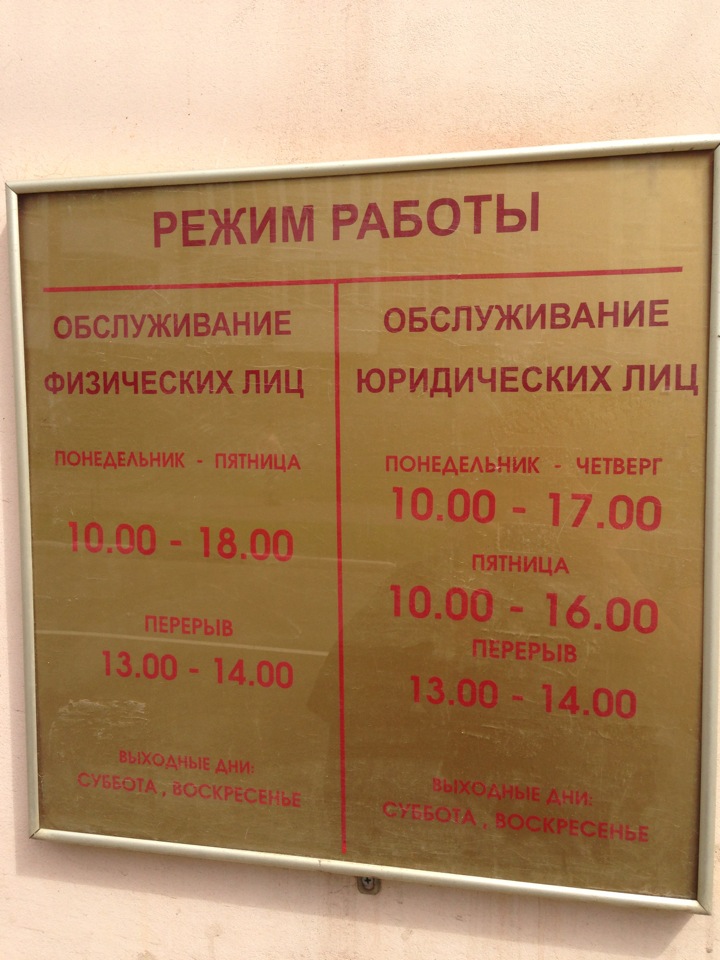 РЕЖИМ РАБОТЫ
ОБСЛУЖИВАНИЕ
ФИЗИЧЕСКИХ ЛИЦ
ПОНЕДЕЛЬНИК - ПЯТНИЦА
10.00 - 18.00
ПЕРЕРЫВ
13.00 - 14.00
ВЫХОДНЫЕ ДНИ:
СУББОТА , ВОСКРЕСЕНЬЕ
ОБСЛУЖИВАНИЕ
ЮРИДИЧЕСКИХ ЛИЦ
ПОНЕДЕЛЬНИК - ЧЕТВЕРГ
10.00 - 17.00
ПЯТНИЦА
10.00 - 16.00
ПЕРЕРЫВ
13.00 - 14.00
ВЫХОДНЫЕ ДНИ:
СУББОТА , ВОСКРЕСЕНЬЕ